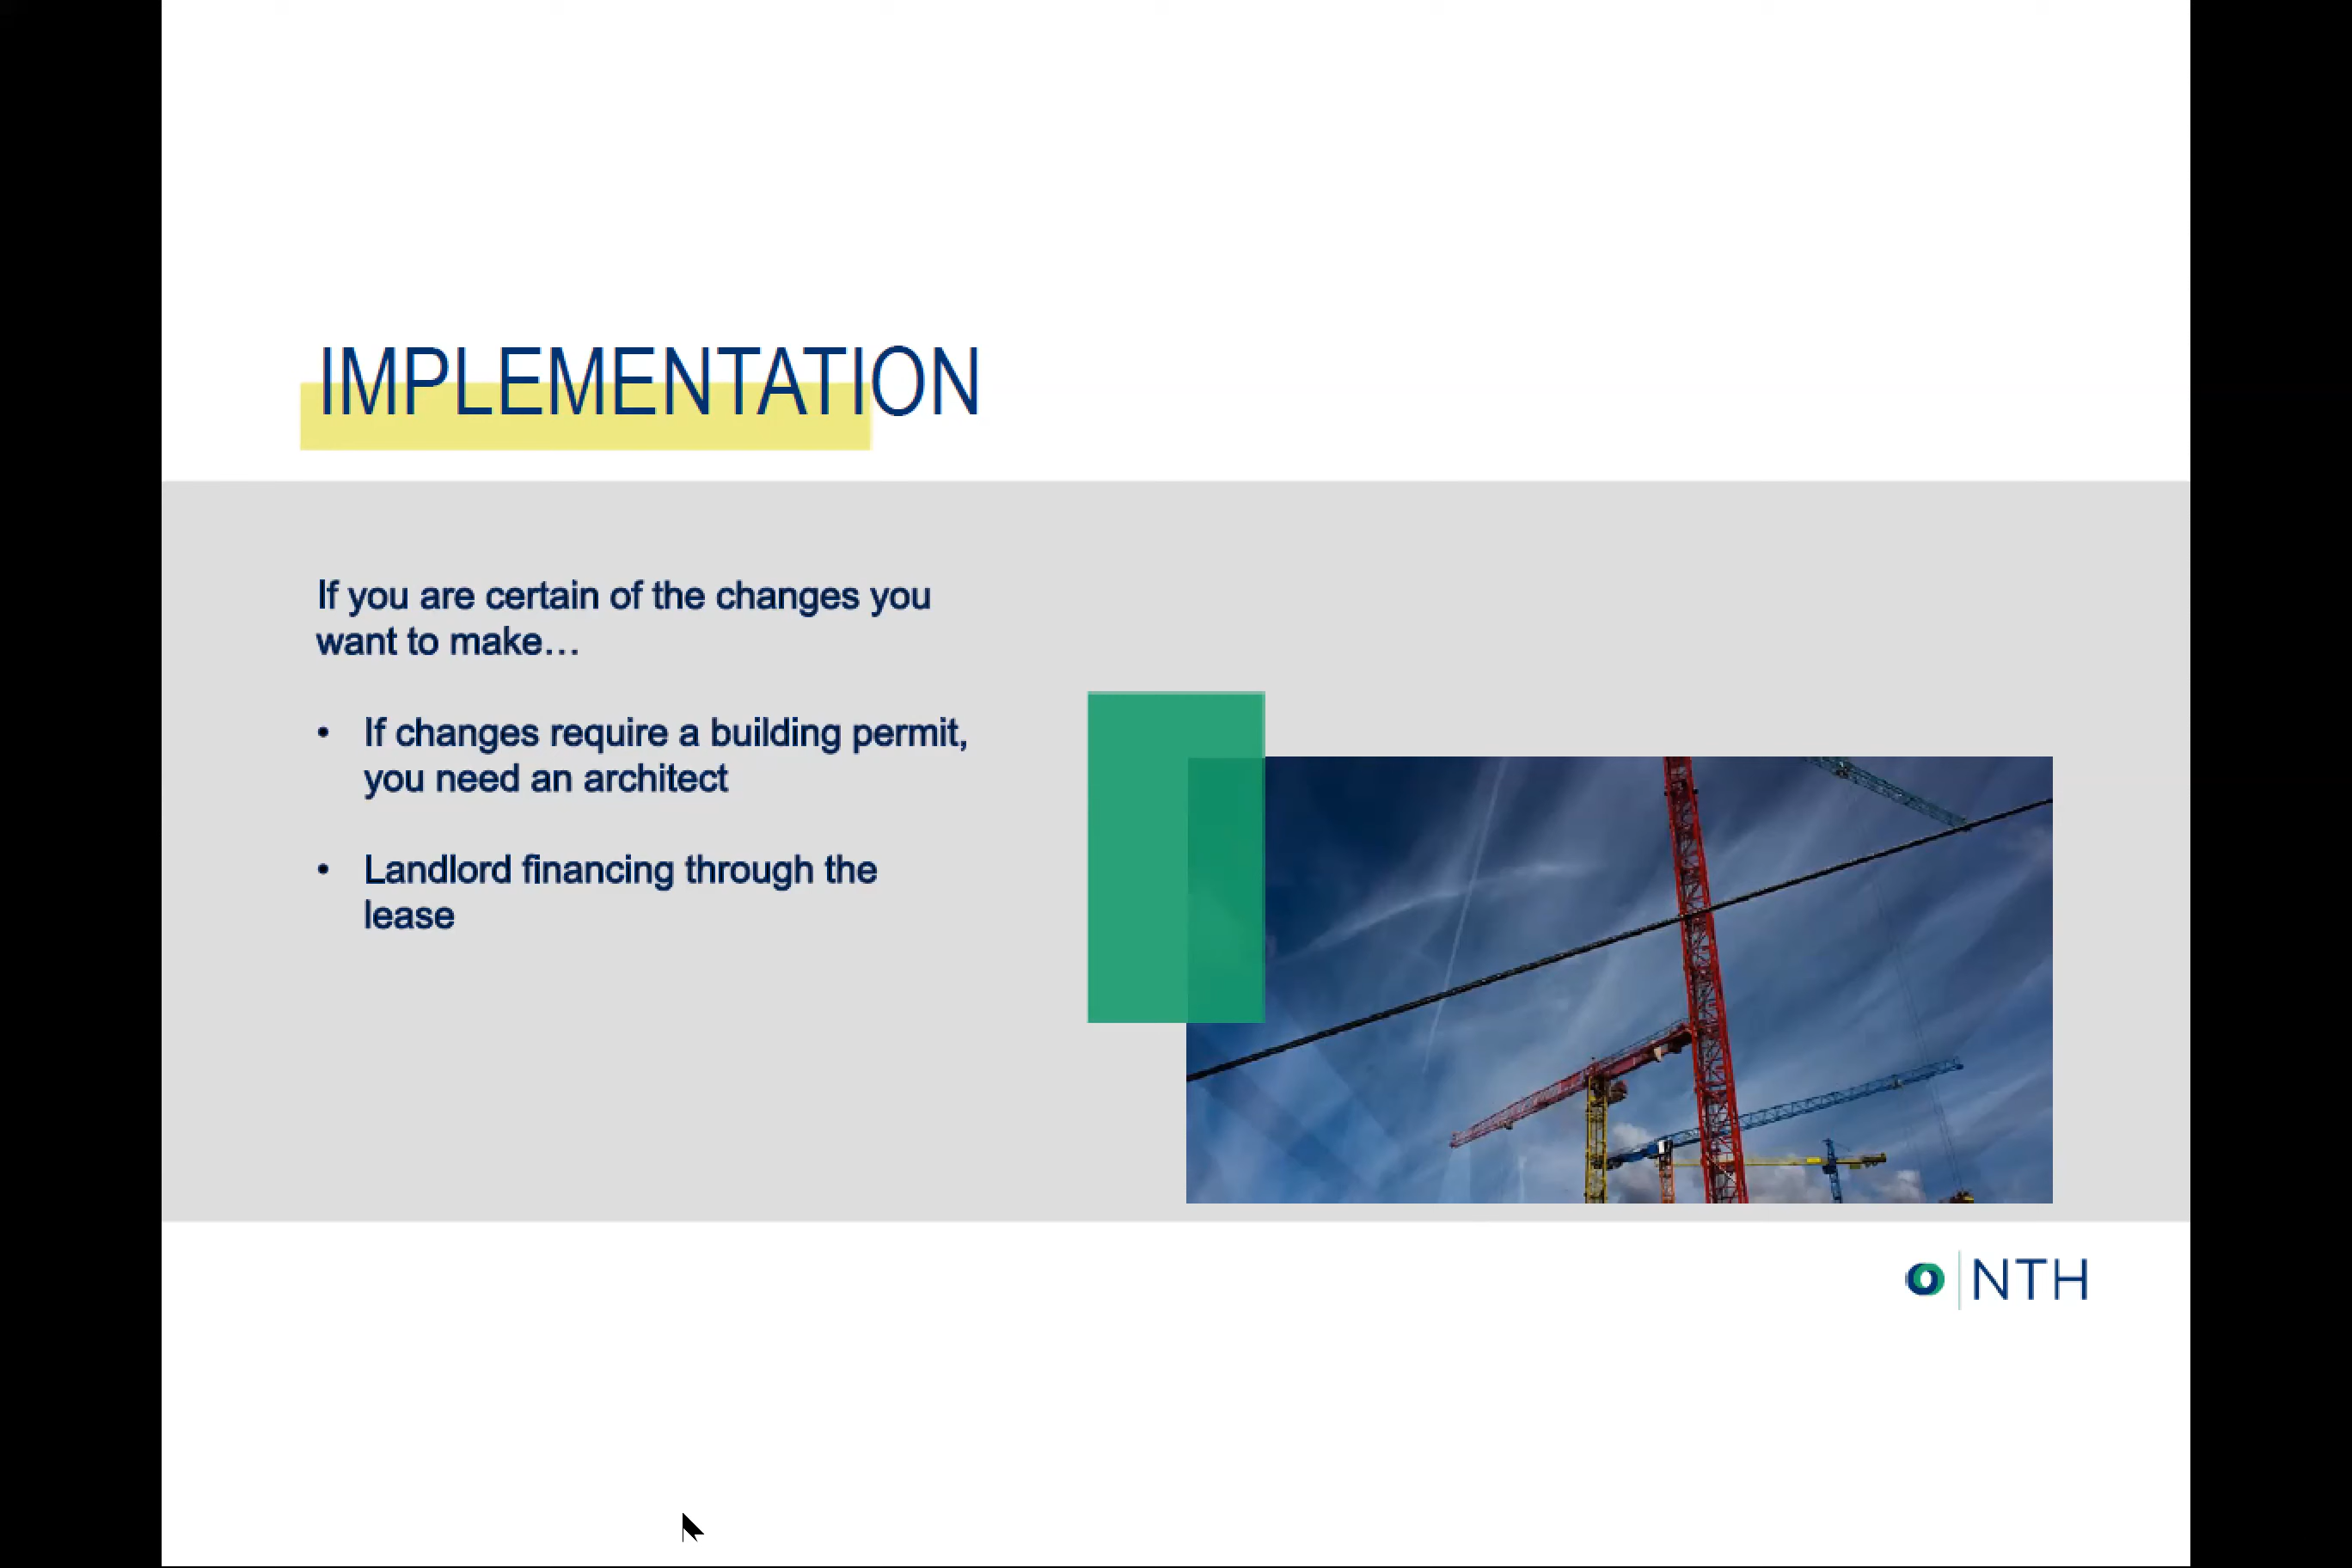 IMPLEMENTATION
If you are certain of the changes you
want to make…
• If changes require a building permit,
you need an architect
• Landlord financing through the
lease
NTH